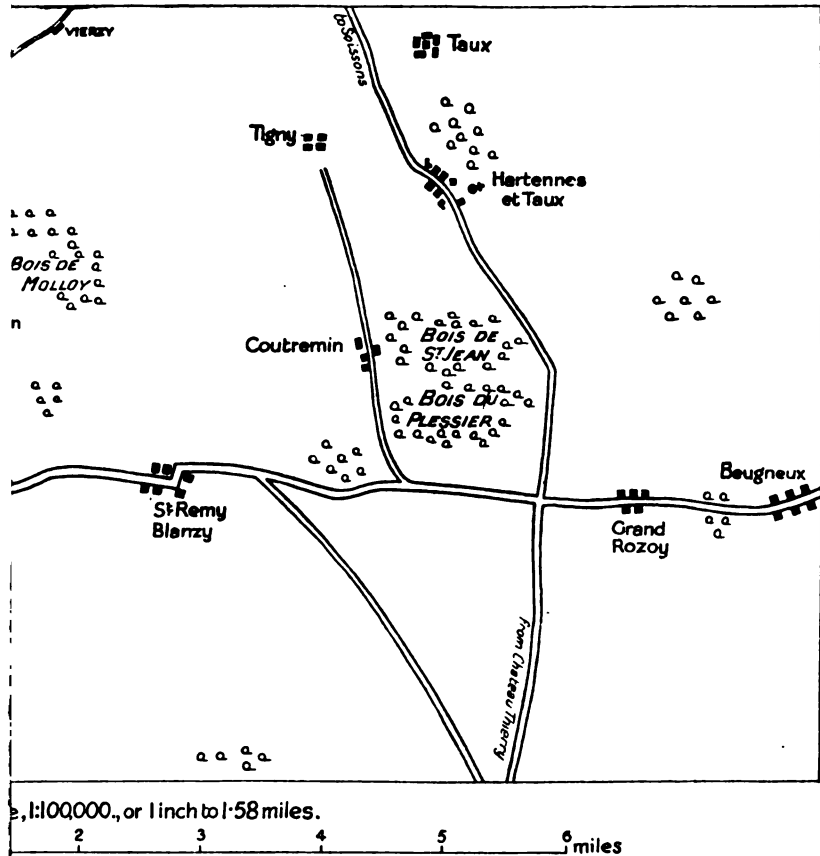 VIERZY
to Soissons
Taux
Tigny
Hartennes
et Taux
BOIS DE
MOLLOY
n
Coutremin
BOIS DE
ST JEAN
BOIS DU
PLESSIER
Beugneux
St Remy
Blanzy
Grand
Rozoy
from Chateau Thierry
e, 1:100,000., or 1 inch to 1·58 miles.
2 3 4 5 6 miles